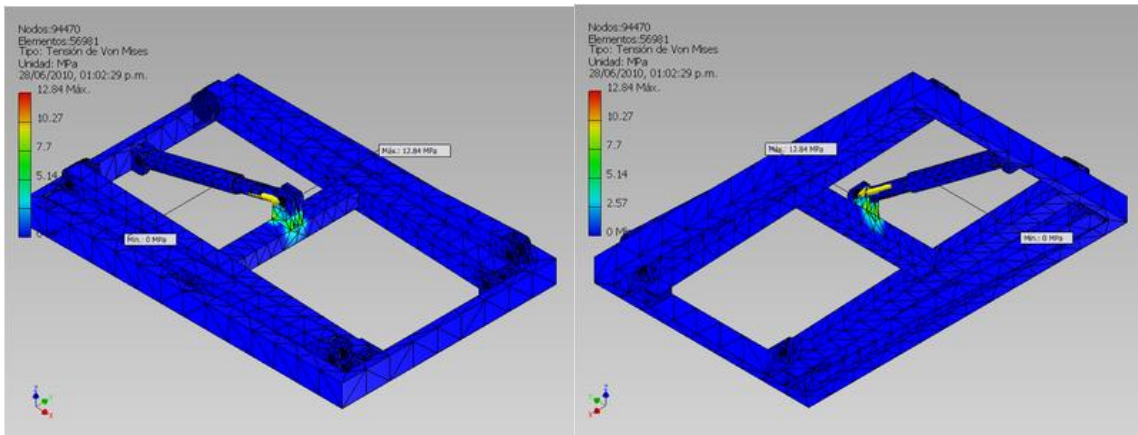 Nodos:94470
Elementos:56981
Tipo: Tensión de Von Mises
Unidad: MPa
28/06/2010, 01:02:29 p.m.
12.84 Máx.
10.27
7.7
5.14
Máx.: 12.84 MPa
Mín.: 0 MPa
Nodos:94470
Elementos:56981
Tipo: Tensión de Von Mises
Unidad: MPa
28/06/2010, 01:02:29 p.m.
12.84 Máx.
10.27
7.7
5.14
2.57
0 Mí
Máx.: 12.84 MPa
Mín.: 0 MPa